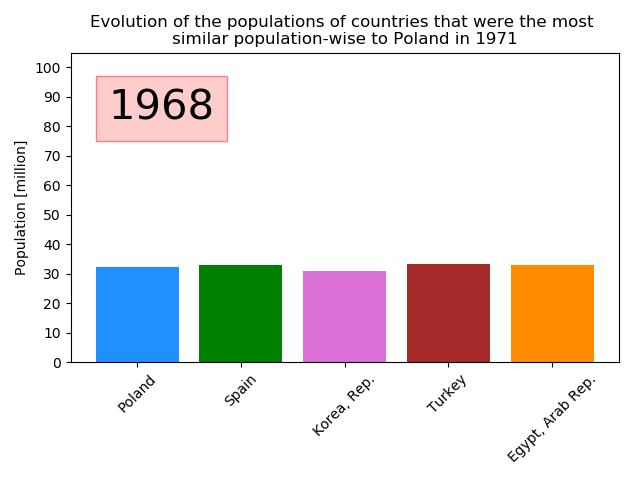 Evolution of the populations of countries that were the most
similar population-wise to Poland in 1971
1968
Population [million]
100
90
80
70
60
50
40
30
20
10
0
Poland
Spain
Korea, Rep.
Turkey
Egypt, Arab Rep.